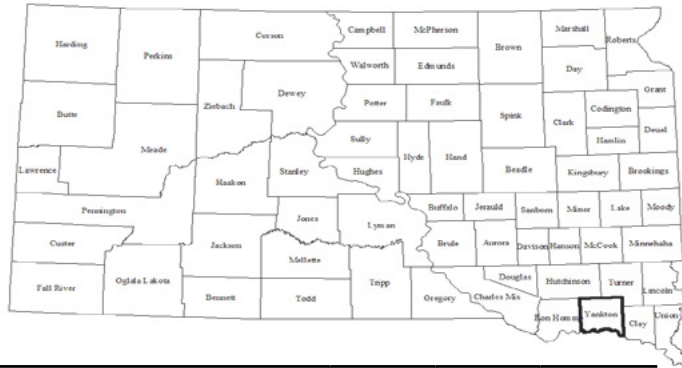 Harding
Perkins
Corson
Campbell
McPherson
Brown
Marshall
Roberts
Walworth
Edmunds
Day
Grant
Butte
Ziebach
Dewey
Potter
Faulk
Spink
Clark
Codington
Deuel
Hamlin
Meade
Sully
Hyde
Hand
Lawrence
Haakon
Stanley
Hughes
Beadle
Kingsbury
Brookings
Pennington
Jones
Lyman
Buffalo
Jerauld
Sanborn
Miner
Lake
Moody
Custer
Jackson
Mellette
Brule
Aurora
Davison
Hanson
McCook
Minnehaha
Fall River
Oglala Lakota
Bennett
Todd
Tripp
Gregory
Charles Mix
Douglas
Hutchinson
Turner
Lincoln
Bon Homm
Yankton
Clay
Union